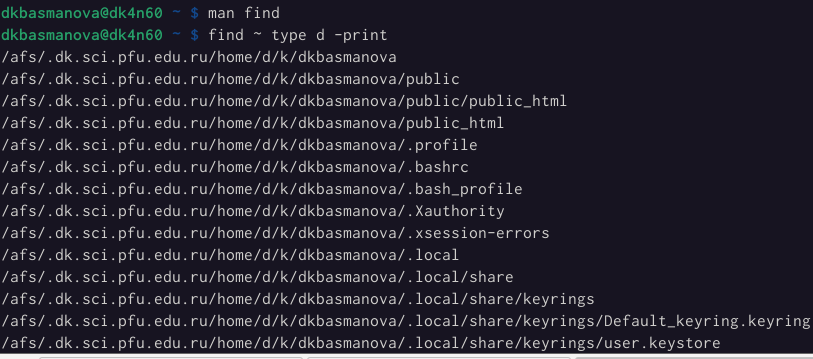 dkbasmanova@dk4n60 ~ $ man find
dkbasmanova@dk4n60 ~ $ find ~ type d -print
/afs/.dk.sci.pfu.edu.ru/home/d/k/dkbasmanova
/afs/.dk.sci.pfu.edu.ru/home/d/k/dkbasmanova/public
/afs/.dk.sci.pfu.edu.ru/home/d/k/dkbasmanova/public/public_html
/afs/.dk.sci.pfu.edu.ru/home/d/k/dkbasmanova/public_html
/afs/.dk.sci.pfu.edu.ru/home/d/k/dkbasmanova/.profile
/afs/.dk.sci.pfu.edu.ru/home/d/k/dkbasmanova/.bashrc
/afs/.dk.sci.pfu.edu.ru/home/d/k/dkbasmanova/.bash_profile
/afs/.dk.sci.pfu.edu.ru/home/d/k/dkbasmanova/.Xauthority
/afs/.dk.sci.pfu.edu.ru/home/d/k/dkbasmanova/.xsession-errors
/afs/.dk.sci.pfu.edu.ru/home/d/k/dkbasmanova/.local
/afs/.dk.sci.pfu.edu.ru/home/d/k/dkbasmanova/.local/share
/afs/.dk.sci.pfu.edu.ru/home/d/k/dkbasmanova/.local/share/keyrings
/afs/.dk.sci.pfu.edu.ru/home/d/k/dkbasmanova/.local/share/keyrings/Default_keyring.keyring
/afs/.dk.sci.pfu.edu.ru/home/d/k/dkbasmanova/.local/share/keyrings/user.keystore